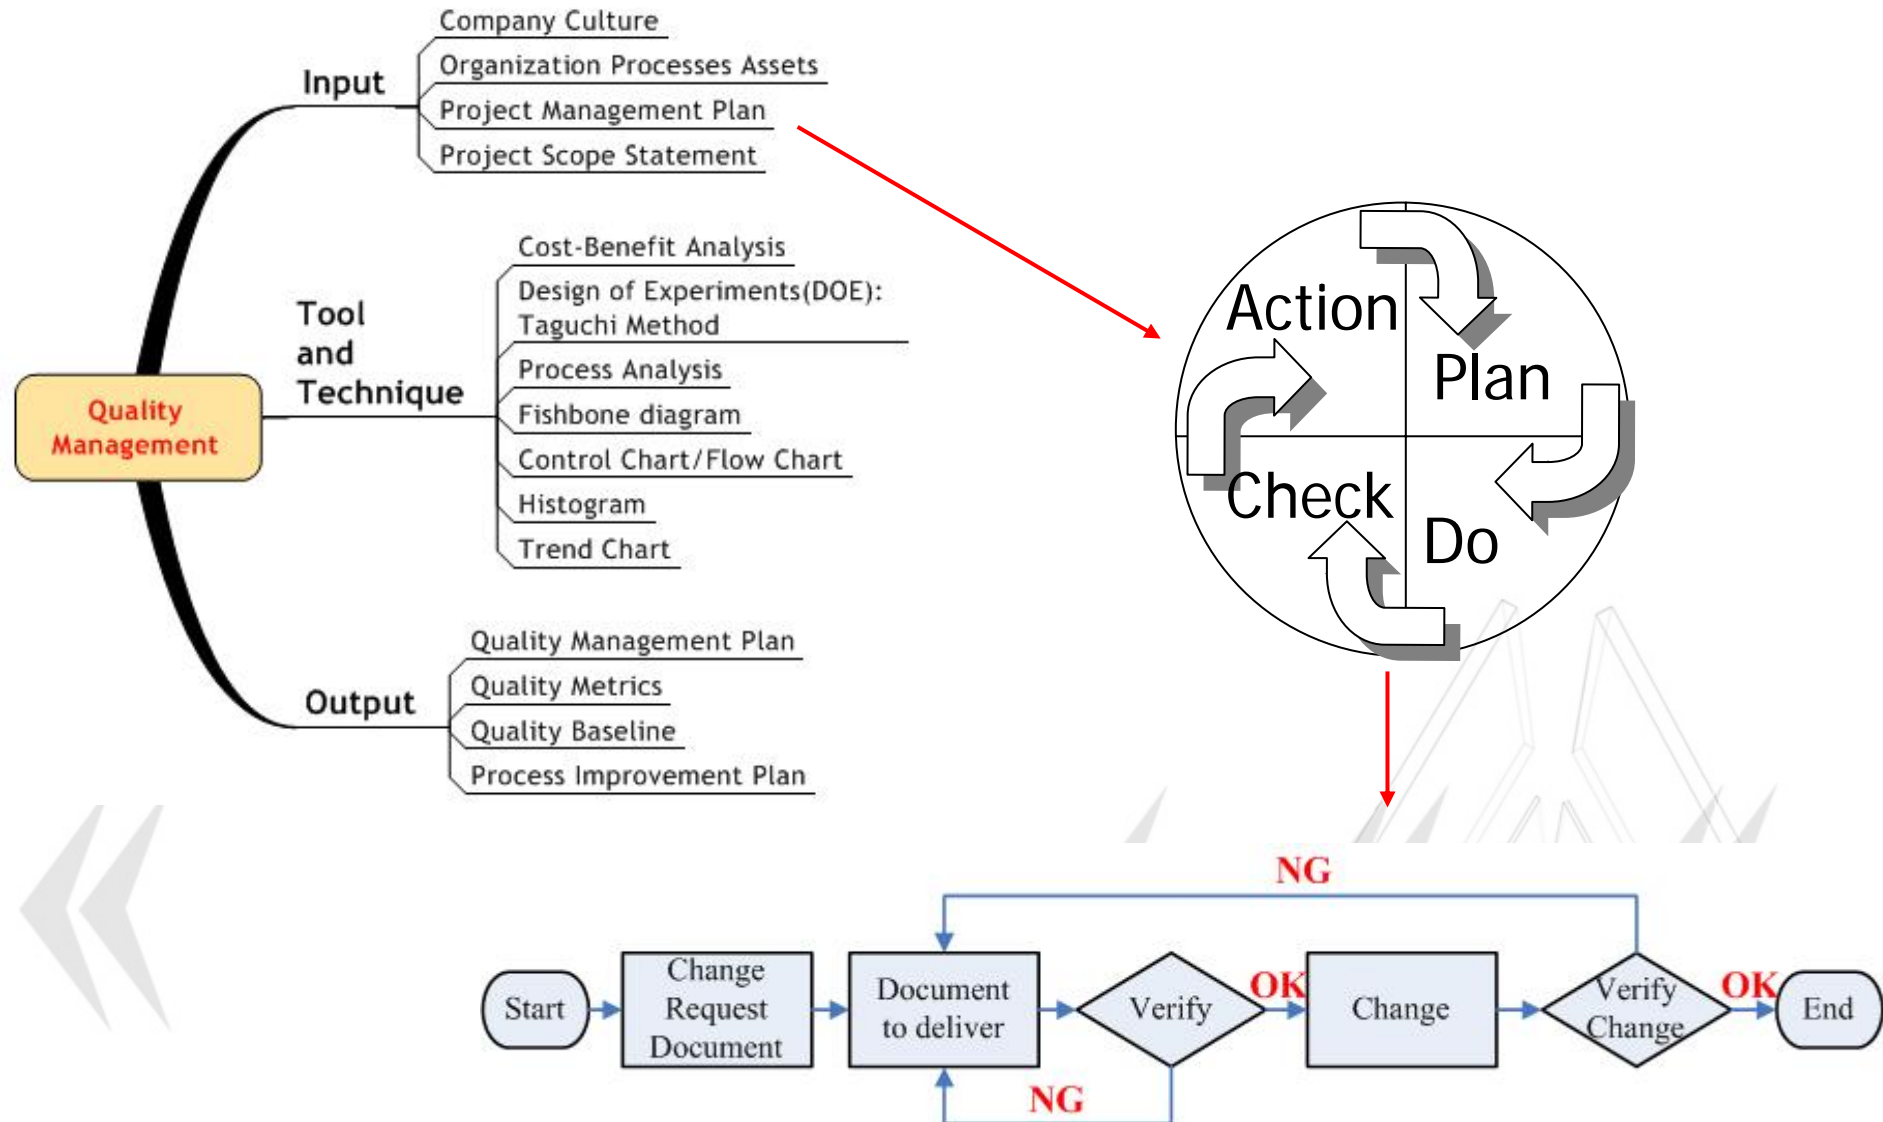 Company Culture
Organization Processes Assets
Input
Project Management Plan
Project Scope Statement
Cost-Benefit Analysis
Design of Experiments(DOE):
Taguchi Method
Tool
and
Technique
Process Analysis
Fishbone diagram
Control Chart/Flow Chart
Histogram
Trend Chart
Quality
Management
Quality Management Plan
Quality Metrics
Output
Quality Baseline
Process Improvement Plan
Action
Plan
Check
Do
NG
Start
Change
Request
Document
Document
to deliver
Verify
OK
Change
Verify
Change
OK
End
NG